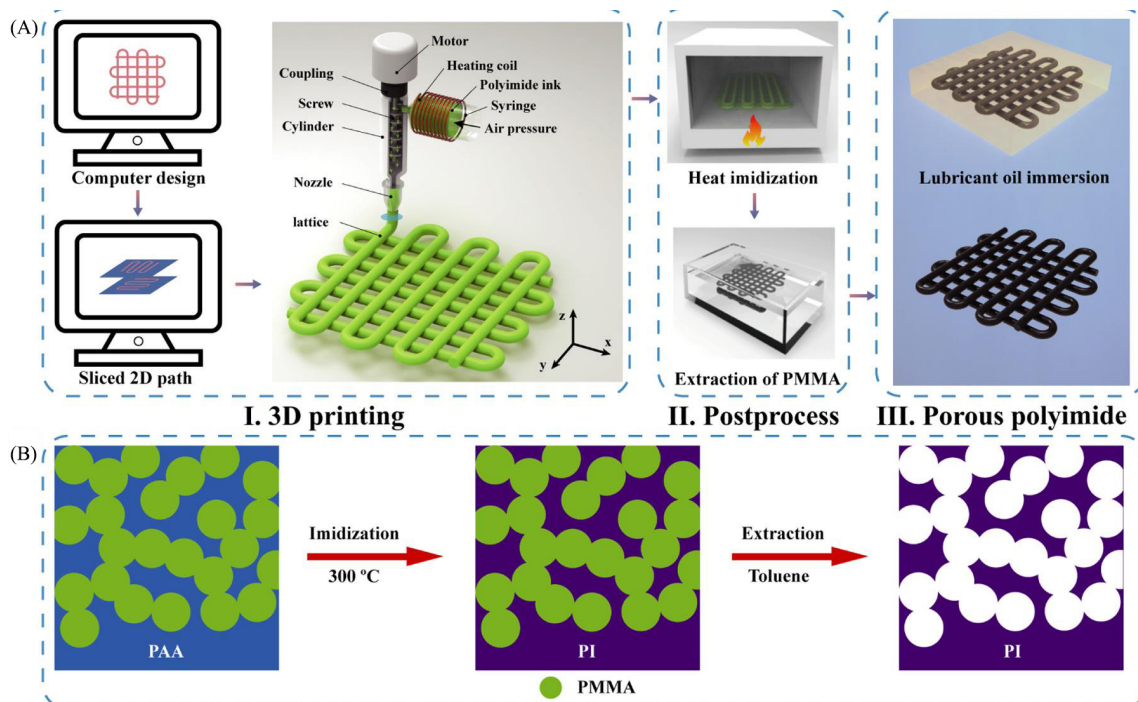 (A)
Computer design
Sliced 2D path
Motor
Heating coil
Coupling
Polyimide ink
Screw
Syringe
Cylinder
Air pressure
Nozzle
lattice
z
x
y
I. 3D printing
Heat imidization
Extraction of PMMA
II. Postprocess
Lubricant oil immersion
III. Porous polyimide
(B)
PAA
Imidization
300 °C
PI
Extraction
Toluene
PI
PMMA